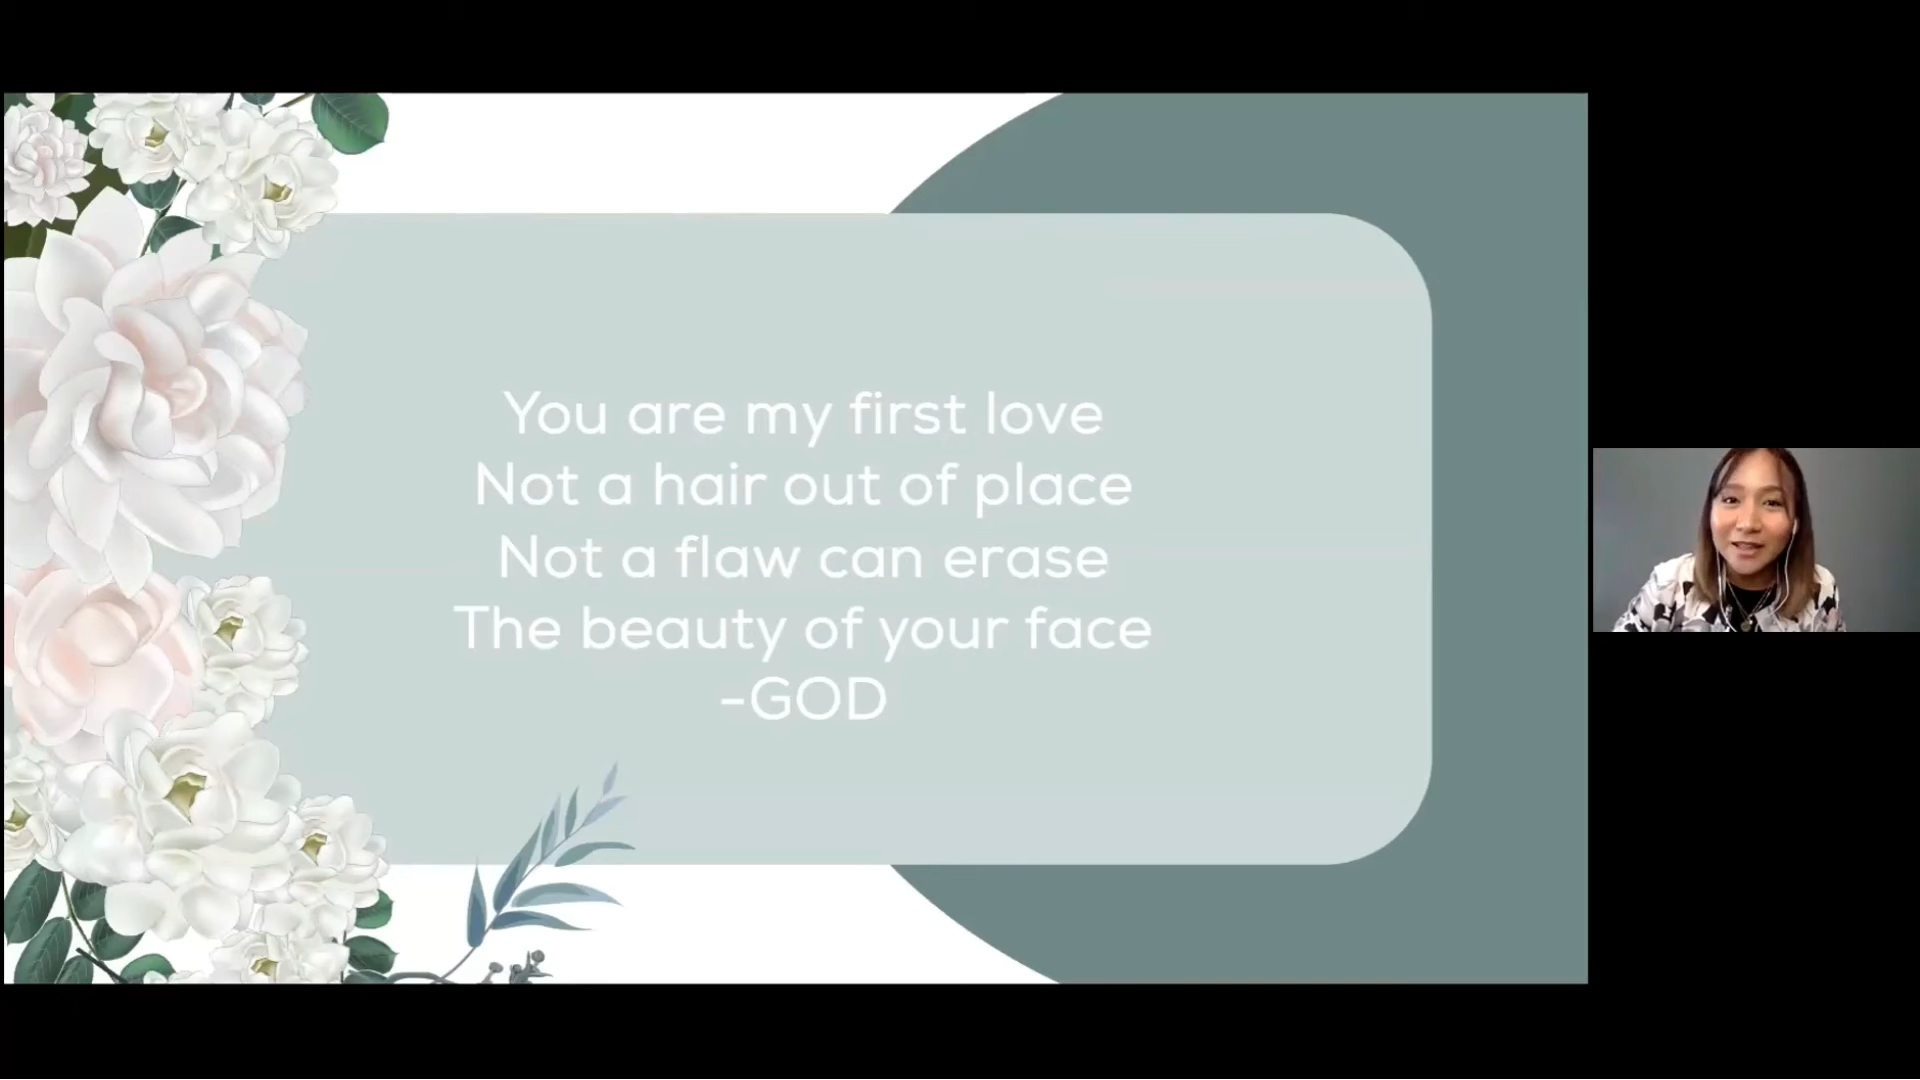 You are my first love
Not a hair out of place
Not a flaw can erase
The beauty of your face
-GOD